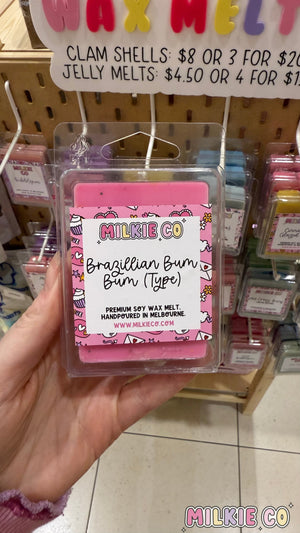 WAX MELT
CLAM SHELLS: $8 OR 3 FOR $20
JELLY MELTS: $4.50 OR 4 FOR $1
MILKIE CO
Brazillian Bum
Bum (Type)
PREMIUM SOY WAX MELT.
HANDPOURED IN MELBOURNE.
WWW.MILKIECO.COM
MILKIE CO